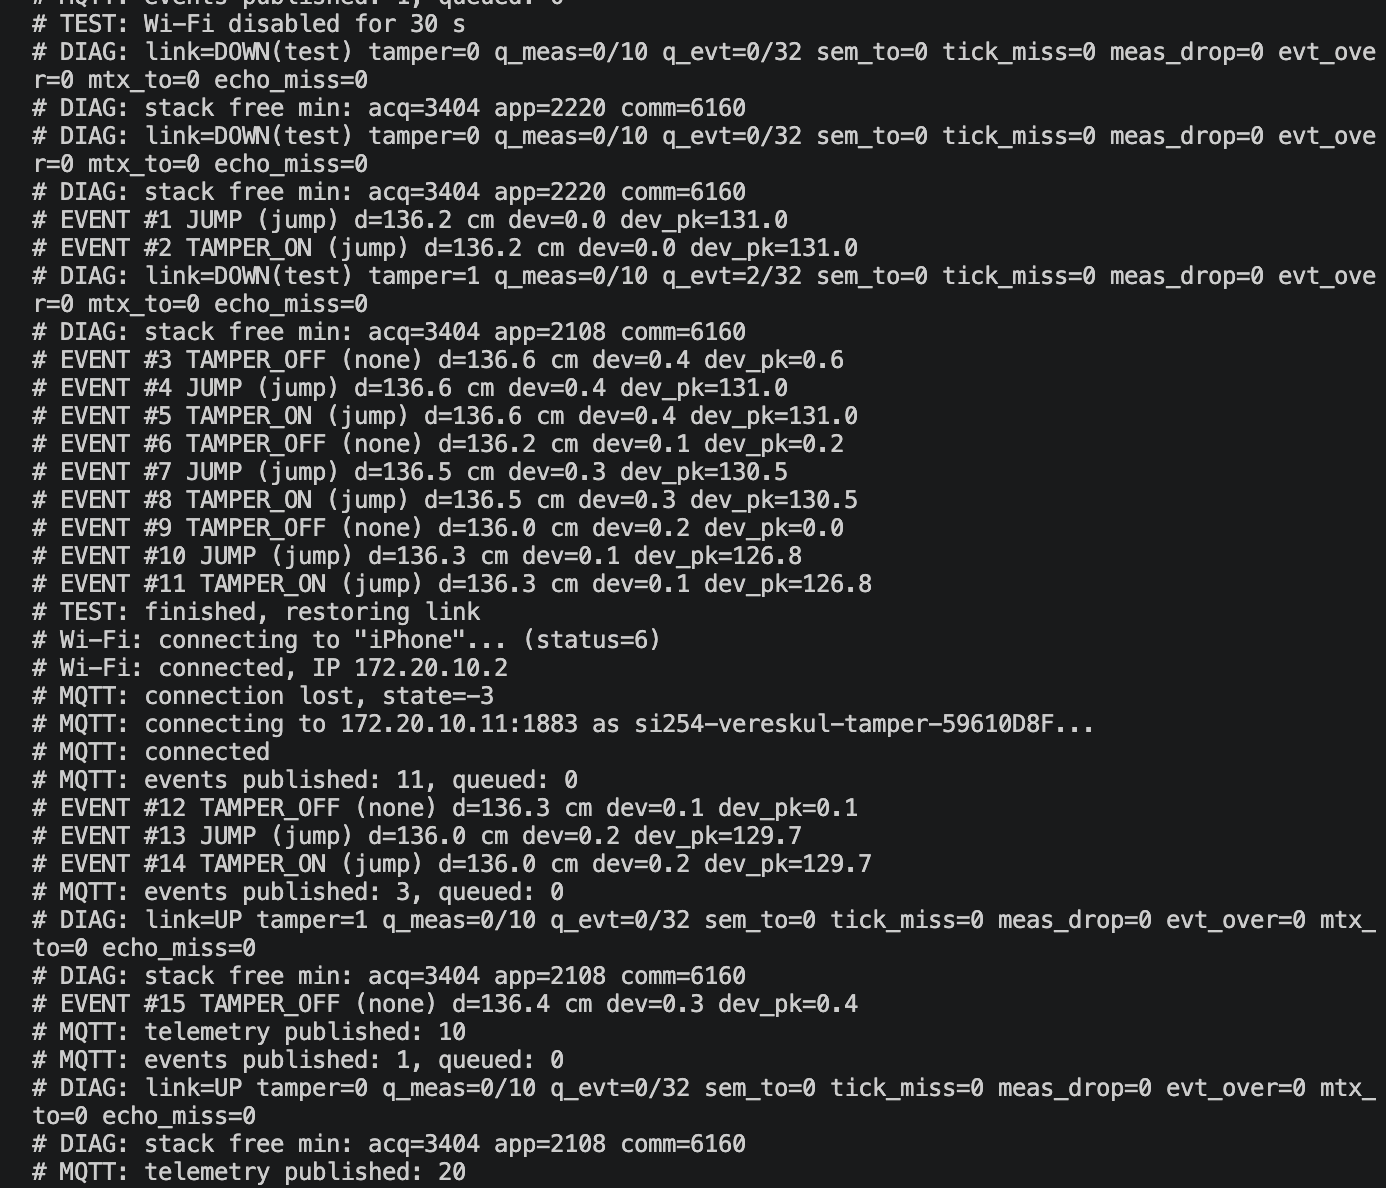 # MQTT: events published: 1, queued: 0
# TEST: Wi-Fi disabled for 30 s
# DIAG: link=DOWN(test) tamper=0 q_meas=0/10 q_evt=0/32 sem_to=0 tick_miss=0 meas_drop=0 evt_ove
r=0 mtx_to=0 echo_miss=0
# DIAG: stack free min: acq=3404 app=2220 comm=6160
# DIAG: link=DOWN(test) tamper=0 q_meas=0/10 q_evt=0/32 sem_to=0 tick_miss=0 meas_drop=0 evt_ove
r=0 mtx_to=0 echo_miss=0
# DIAG: stack free min: acq=3404 app=2220 comm=6160
# EVENT #1 JUMP (jump) d=136.2 cm dev=0.0 dev_pk=131.0
# EVENT #2 TAMPER_ON (jump) d=136.2 cm dev=0.0 dev_pk=131.0
# DIAG: link=DOWN(test) tamper=1 q_meas=0/10 q_evt=2/32 sem_to=0 tick_miss=0 meas_drop=0 evt_ove
r=0 mtx_to=0 echo_miss=0
# DIAG: stack free min: acq=3404 app=2108 comm=6160
# EVENT #3 TAMPER_OFF (none) d=136.6 cm dev=0.4 dev_pk=0.6
# EVENT #4 JUMP (jump) d=136.6 cm dev=0.4 dev_pk=131.0
# EVENT #5 TAMPER_ON (jump) d=136.6 cm dev=0.4 dev_pk=131.0
# EVENT #6 TAMPER_OFF (none) d=136.2 cm dev=0.1 dev_pk=0.2
# EVENT #7 JUMP (jump) d=136.5 cm dev=0.3 dev_pk=130.5
# EVENT #8 TAMPER_ON (jump) d=136.5 cm dev=0.3 dev_pk=130.5
# EVENT #9 TAMPER_OFF (none) d=136.0 cm dev=0.2 dev_pk=0.0
# EVENT #10 JUMP (jump) d=136.3 cm dev=0.1 dev_pk=126.8
# EVENT #11 TAMPER_ON (jump) d=136.3 cm dev=0.1 dev_pk=126.8
# TEST: finished, restoring link
# Wi-Fi: connecting to "iPhone"... (status=6)
# Wi-Fi: connected, IP 172.20.10.2
# MQTT: connection lost, state=-3
# MQTT: connecting to 172.20.10.11:1883 as si254-vereskul-tamper-59610D8F...
# MQTT: connected
# MQTT: events published: 11, queued: 0
# EVENT #12 TAMPER_OFF (none) d=136.3 cm dev=0.1 dev_pk=0.1
# EVENT #13 JUMP (jump) d=136.0 cm dev=0.2 dev_pk=129.7
# EVENT #14 TAMPER_ON (jump) d=136.0 cm dev=0.2 dev_pk=129.7
# MQTT: events published: 3, queued: 0
# DIAG: link=UP tamper=1 q_meas=0/10 q_evt=0/32 sem_to=0 tick_miss=0 meas_drop=0 evt_over=0 mtx_
to=0 echo_miss=0
# DIAG: stack free min: acq=3404 app=2108 comm=6160
# EVENT #15 TAMPER_OFF (none) d=136.4 cm dev=0.3 dev_pk=0.4
# MQTT: telemetry published: 10
# MQTT: events published: 1, queued: 0
# DIAG: link=UP tamper=0 q_meas=0/10 q_evt=0/32 sem_to=0 tick_miss=0 meas_drop=0 evt_over=0 mtx_
to=0 echo_miss=0
# DIAG: stack free min: acq=3404 app=2108 comm=6160
# MQTT: telemetry published: 20